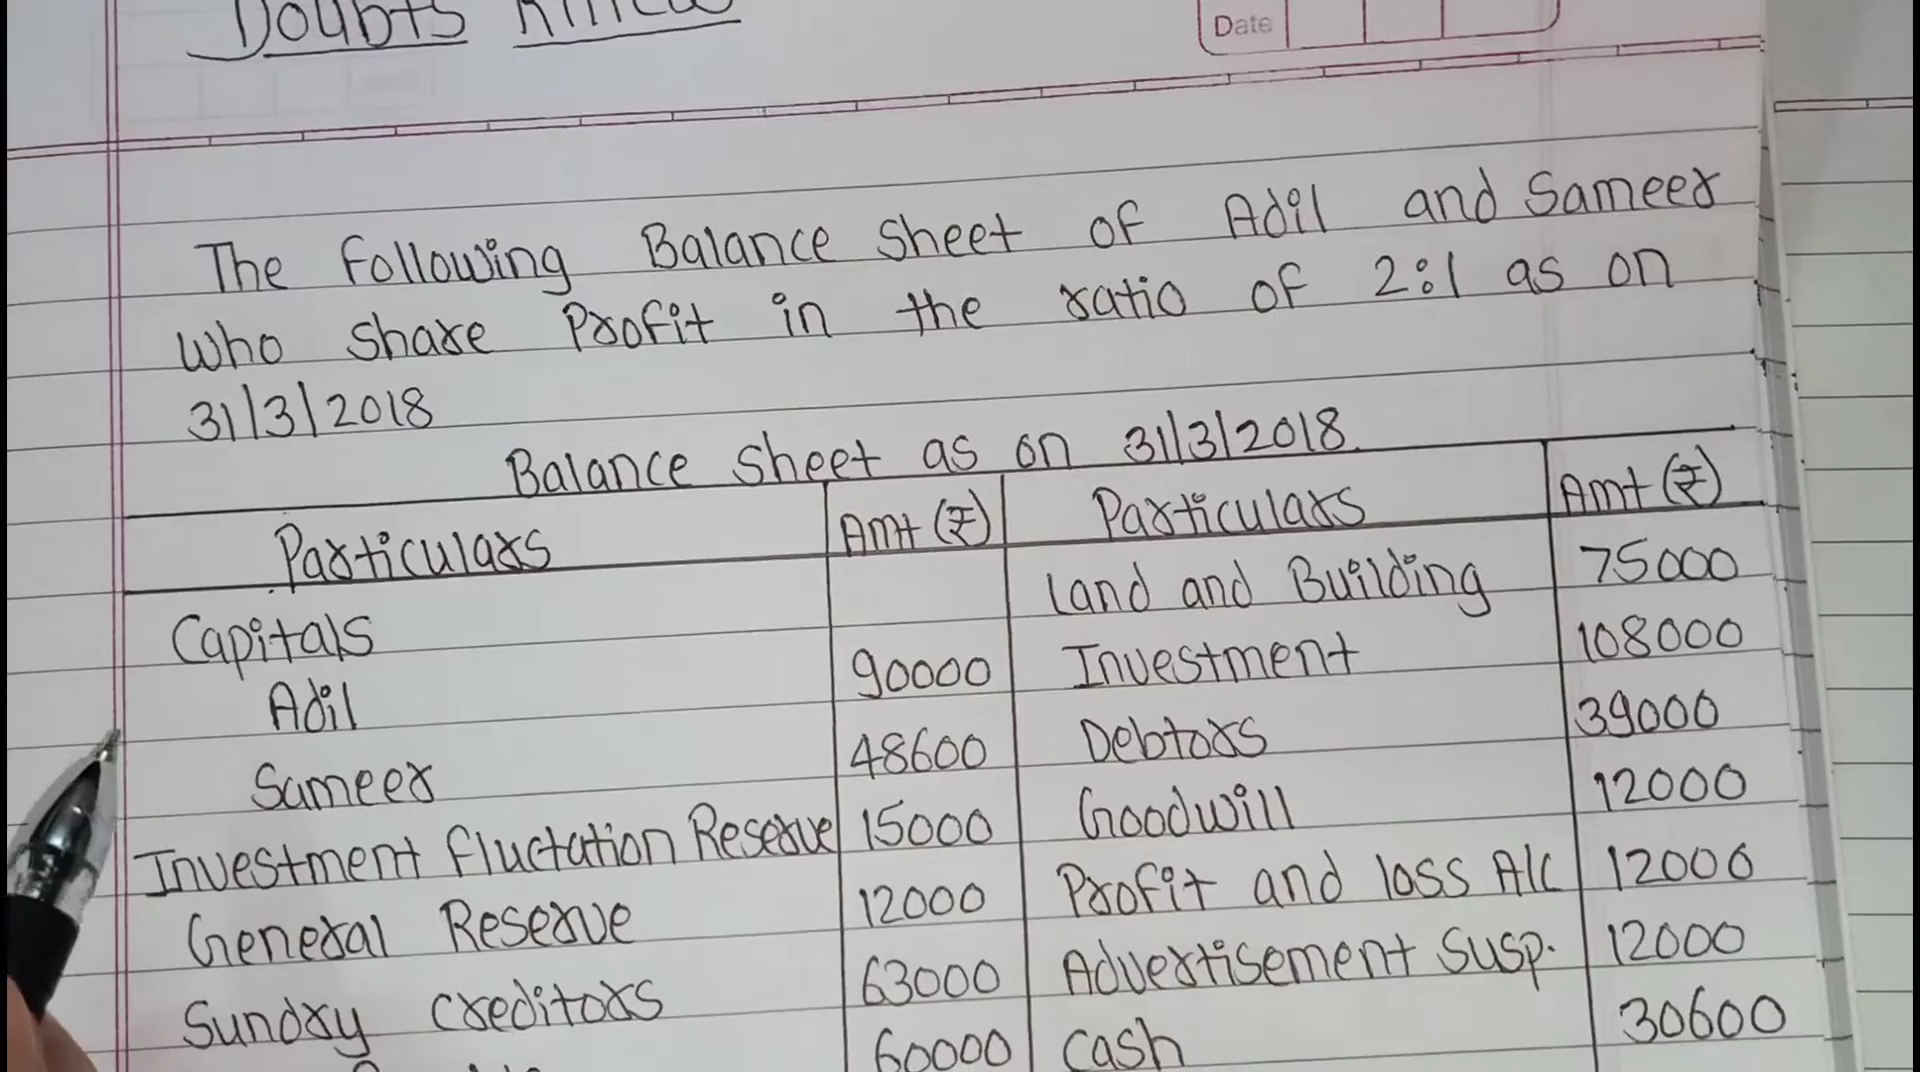 Doubts
Date
The Following Balance Sheet of Adil and Sameer
who share Profit in the ratio of 2:1 as on
31/3/2018
Balance Sheet as on 31/3/2018.
Particulars Amt (₹) Particulars Amt (₹)
Capitals Land and Building 75000
Adil 90000 Investment 108000
Sameer 48600 Debtors 39000
Investment Fluctation Reserve 15000 Goodwill 12000
General Reserve 12000 Profit and loss A/c 12000
Sundry Creditors 63000 Advertisement Susp. 12000
60000 Cash 30600